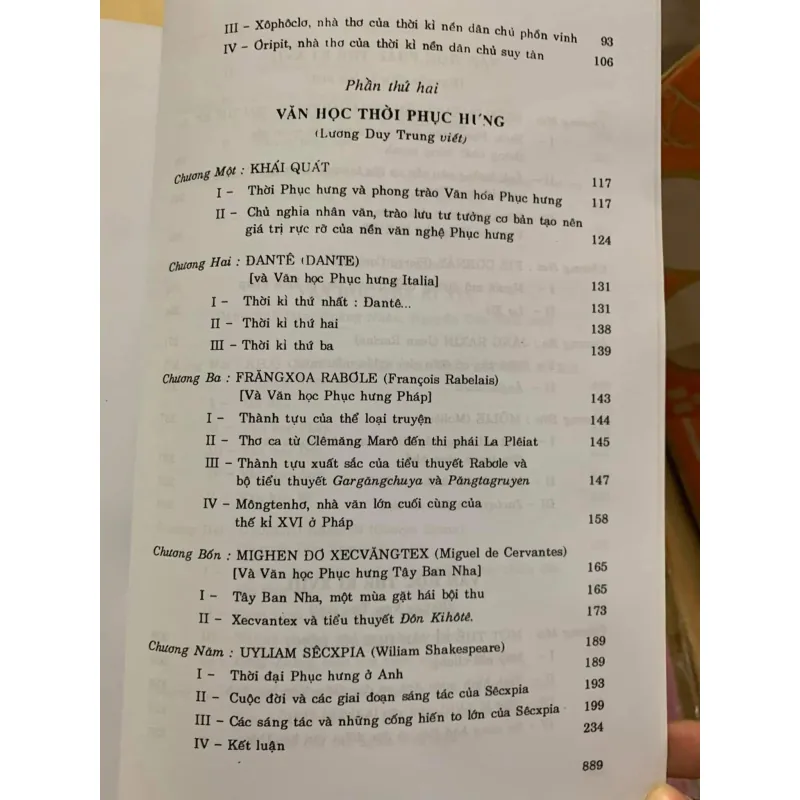 III – Xôphôclơ, nhà thơ của thời kì nền dân chủ phồn vinh 93
IV – Ơripit, nhà thơ của thời kì nền dân chủ suy tàn 106
Phần thứ hai
VĂN HỌC THỜI PHỤC HƯNG
(Lương Duy Trung viết)
Chương Một : KHÁI QUÁT 117
I – Thời Phục hưng và phong trào Văn hóa Phục hưng 117
II – Chủ nghĩa nhân văn, trào lưu tư tưởng cơ bản tạo nên
giá trị rực rỡ của nền văn nghệ Phục hưng 124
Chương Hai : ĐANTÊ (DANTE)
[và Văn học Phục hưng Italia] 131
I – Thời kì thứ nhất : Đantê... 131
II – Thời kì thứ hai 138
III – Thời kì thứ ba 139
Chương Ba : FRĂNGXOA RABƠLE (François Rabelais)
[Và Văn học Phục hưng Pháp] 143
I – Thành tựu của thể loại truyện 144
II – Thơ ca từ Clêmăng Marô đến thi phái La Plêiat 145
III – Thành tựu xuất sắc của tiểu thuyết Rabơle và
bộ tiểu thuyết Gargăngchuya và Păngtagruyen 147
IV – Môngtenhơ, nhà văn lớn cuối cùng của
thế kỉ XVI ở Pháp 158
Chương Bốn : MIGHEN ĐƠ XECVĂNGTEX (Miguel de Cervantes)
[Và Văn học Phục hưng Tây Ban Nha] 165
I – Tây Ban Nha, một mùa gặt hái bội thu 165
II – Xecvantex và tiểu thuyết Đôn Kihôtê. 173
Chương Năm : UYLIAM SÊCXPIA (Wiliam Shakespeare) 189
I – Thời đại Phục hưng ở Anh 189
II – Cuộc đời và các giai đoạn sáng tác của Sêcxpia 193
III – Các sáng tác và những cống hiến to lớn của Sêcxpia 199
IV – Kết luận 234
889